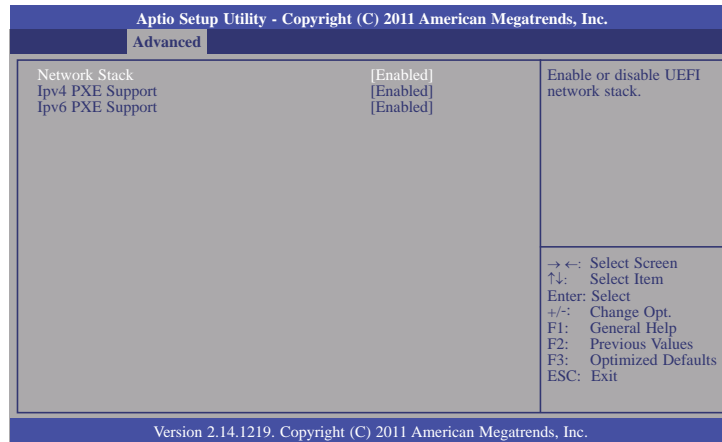 Aptio Setup Utility - Copyright (C) 2011 American Megatrends, Inc.
Advanced
Network Stack [Enabled]
Ipv4 PXE Support [Enabled]
Ipv6 PXE Support [Enabled]
Enable or disable UEFI
network stack.
→ ←: Select Screen
↑↓: Select Item
Enter: Select
+/-: Change Opt.
F1: General Help
F2: Previous Values
F3: Optimized Defaults
ESC: Exit
Version 2.14.1219. Copyright (C) 2011 American Megatrends, Inc.